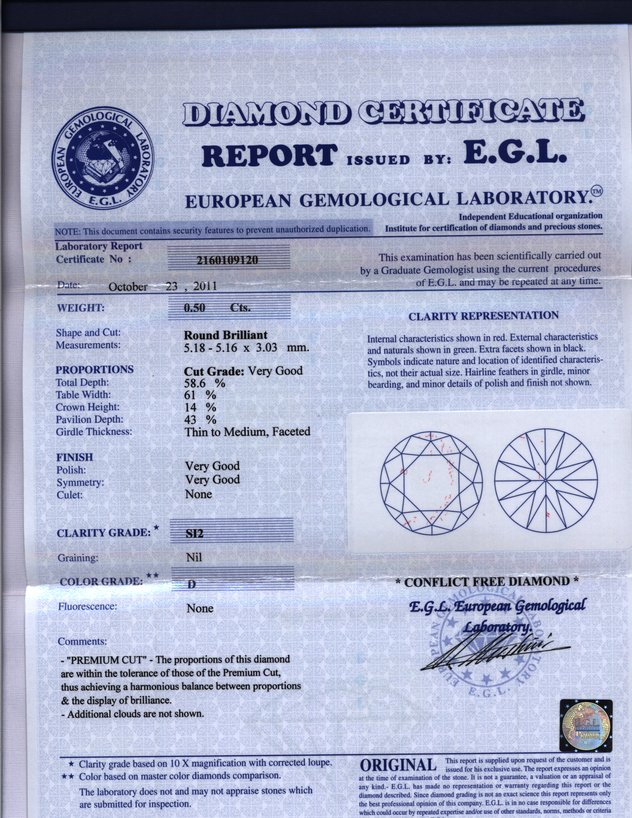 DIAMOND CERTIFICATE
REPORT ISSUED BY: E.G.L.
EUROPEAN GEMOLOGICAL LABORATORY.™
EUROPEAN GEMOLOGICAL LABORATORY
E.G.L.
Independent Educational organization
Institute for certification of diamonds and precious stones.
NOTE: This document contains security features to prevent unauthorized duplication.
Laboratory Report
Certificate No : 2160109120
Date: October 23 , 2011
This examination has been scientifically carried out
by a Graduate Gemologist using the current procedures
of E.G.L. and may be repeated at any time.
WEIGHT: 0.50 Cts.
Shape and Cut: Round Brilliant
Measurements: 5.18 - 5.16 x 3.03 mm.
PROPORTIONS Cut Grade: Very Good
Total Depth: 58.6 %
Table Width: 61 %
Crown Height: 14 %
Pavilion Depth: 43 %
Girdle Thickness: Thin to Medium, Faceted
FINISH
Polish: Very Good
Symmetry: Very Good
Culet: None
CLARITY GRADE: * SI2
Graining: Nil
COLOR GRADE: ** D
Fluorescence: None
Comments:
- "PREMIUM CUT" - The proportions of this diamond
are within the tolerance of those of the Premium Cut,
thus achieving a harmonious balance between proportions
& the display of brilliance.
- Additional clouds are not shown.
CLARITY REPRESENTATION
Internal characteristics shown in red. External characteristics
and naturals shown in green. Extra facets shown in black.
Symbols indicate nature and location of identified characteris-
tics, not their actual size. Hairline feathers in girdle, minor
bearding, and minor details of polish and finish not shown.
* CONFLICT FREE DIAMOND *
E.G.L. European Gemological
Laboratory.
E.G.L.
* Clarity grade based on 10 X magnification with corrected loupe.
** Color based on master color diamonds comparison.
The laboratory does not and may not appraise stones which
are submitted for inspection.
ORIGINAL This report is supplied upon request of the customer and is
issued for his exclusive use. The report expresses an opinion
at the time of examination of the stone. It is not a guarantee, a valuation or an appraisal of
any kind.- E.G.L. has made no representation or warranty regarding this report or the
diamond described. Since diamond grading is not an exact science this report represents only
the best professional opinion of this company. E.G.L. is in no case responsible for differences
which could occur by repeated expertise and/or use of other standards, norms, methods or criteria